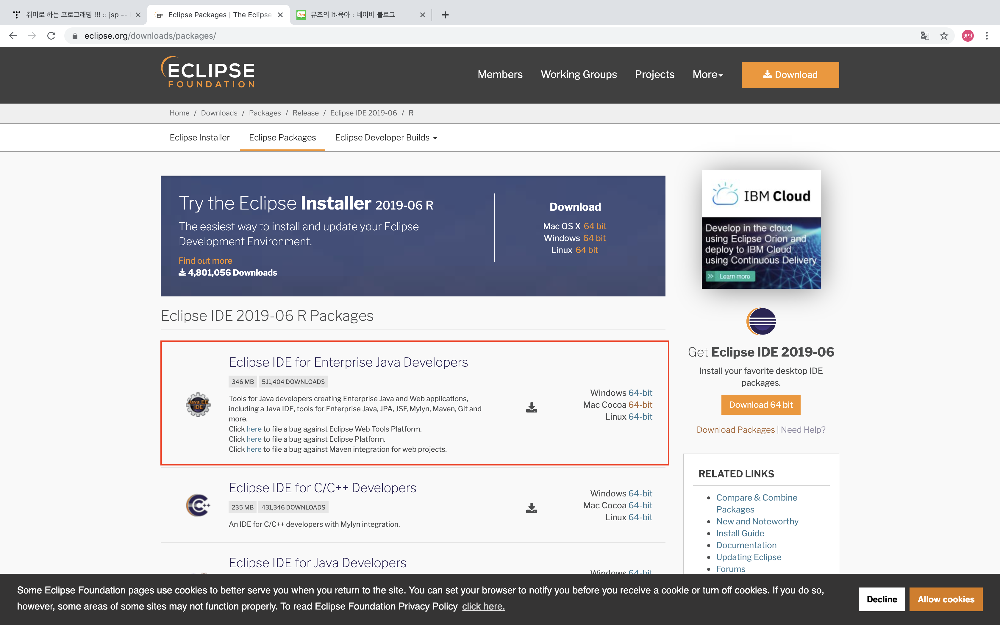 취미로 하는 프로그래밍 !!! :: jsp --
EF Eclipse Packages | The Eclipse
blog 뮤즈의 it·육아 : 네이버 블로그
eclipse.org/downloads/packages/
영단
ECLIPSE
FOUNDATION
Members Working Groups Projects More Download
Home / Downloads / Packages / Release / Eclipse IDE 2019-06 / R
Eclipse Installer Eclipse Packages Eclipse Developer Builds
Try the Eclipse Installer 2019-06 R
The easiest way to install and update your Eclipse
Development Environment.
Find out more
4,801,056 Downloads
Download
Mac OS X 64 bit
Windows 64 bit
Linux 64 bit
IBM Cloud
Develop in the cloud
using Eclipse Orion and
deploy to IBM Cloud
using Continuous Delivery
>> Learn more
Eclipse IDE 2019-06 R Packages
Java EE
IDE
Eclipse IDE for Enterprise Java Developers
346 MB 511,404 DOWNLOADS
Tools for Java developers creating Enterprise Java and Web applications,
including a Java IDE, tools for Enterprise Java, JPA, JSF, Mylyn, Maven, Git and
more.
Click here to file a bug against Eclipse Web Tools Platform.
Click here to file a bug against Eclipse Platform.
Click here to file a bug against Maven integration for web projects.
Windows 64-bit
Mac Cocoa 64-bit
Linux 64-bit
C++
Eclipse IDE for C/C++ Developers
235 MB 431,346 DOWNLOADS
An IDE for C/C++ developers with Mylyn integration.
Windows 64-bit
Mac Cocoa 64-bit
Linux 64-bit
Eclipse IDE for Java Developers
Windows 64-bit
Get Eclipse IDE 2019-06
Install your favorite desktop IDE
packages.
Download 64 bit
Download Packages | Need Help?
RELATED LINKS
Compare & Combine
Packages
New and Noteworthy
Install Guide
Documentation
Updating Eclipse
Forums
Some Eclipse Foundation pages use cookies to better serve you when you return to the site. You can set your browser to notify you before you receive a cookie or turn off cookies. If you do so,
however, some areas of some sites may not function properly. To read Eclipse Foundation Privacy Policy click here.
Decline
Allow cookies